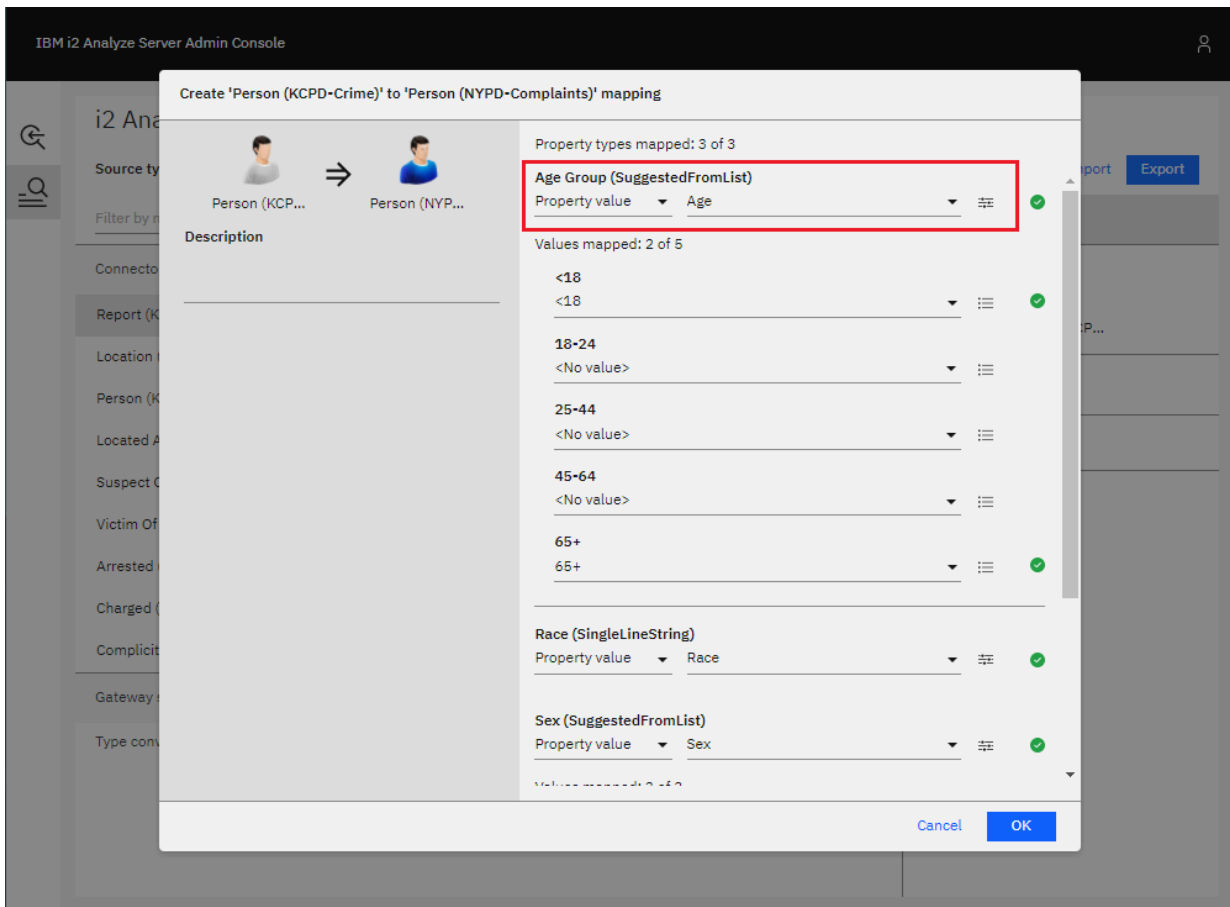 IBM i2 Analyze Server Admin Console
Create 'Person (KCPD-Crime)' to 'Person (NYPD-Complaints)' mapping
i2 Ana
Source ty
Filter by n
Connecto
Report (K
Location
Person (K
Located A
Suspect C
Victim Of
Arrested
Charged (
Complicit
Gateway
Type conv
Person (KCP...
Person (NYP...
Description
Property types mapped: 3 of 3
Age Group (SuggestedFromList)
Property value Age
Values mapped: 2 of 5
<18
<18
18-24
<No value>
25-44
<No value>
45-64
<No value>
65+
65+
Race (SingleLineString)
Property value Race
Sex (SuggestedFromList)
Property value Sex
Values mapped:
port Export
CP...
Cancel OK